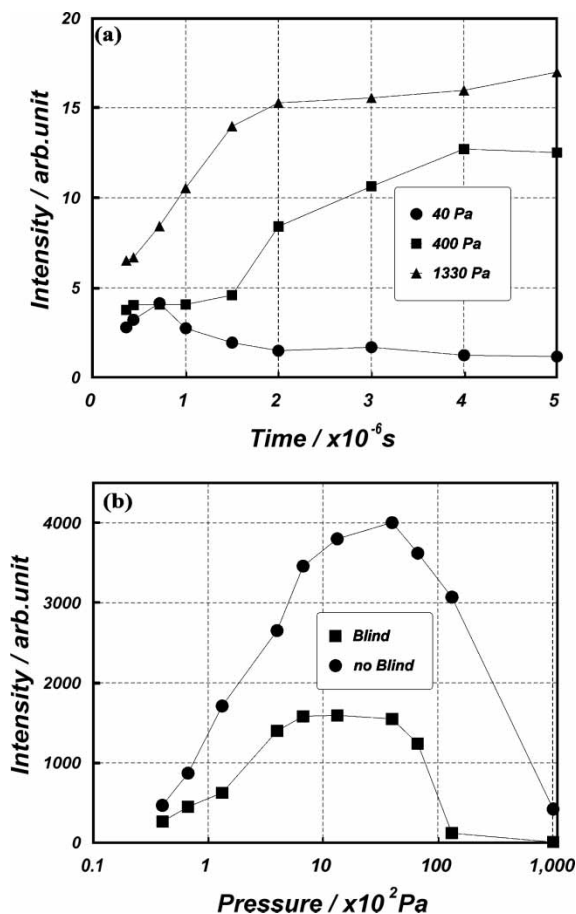 (a)
20
15
10
5
0
Intensity / arb.unit
40 Pa
400 Pa
1330 Pa
0 1 2 3 4 5
Time / x10-6s
(b)
4000
3000
2000
1000
0
Intensity / arb.unit
Blind
no Blind
0.1 1 10 100 1,000
Pressure / x10²Pa